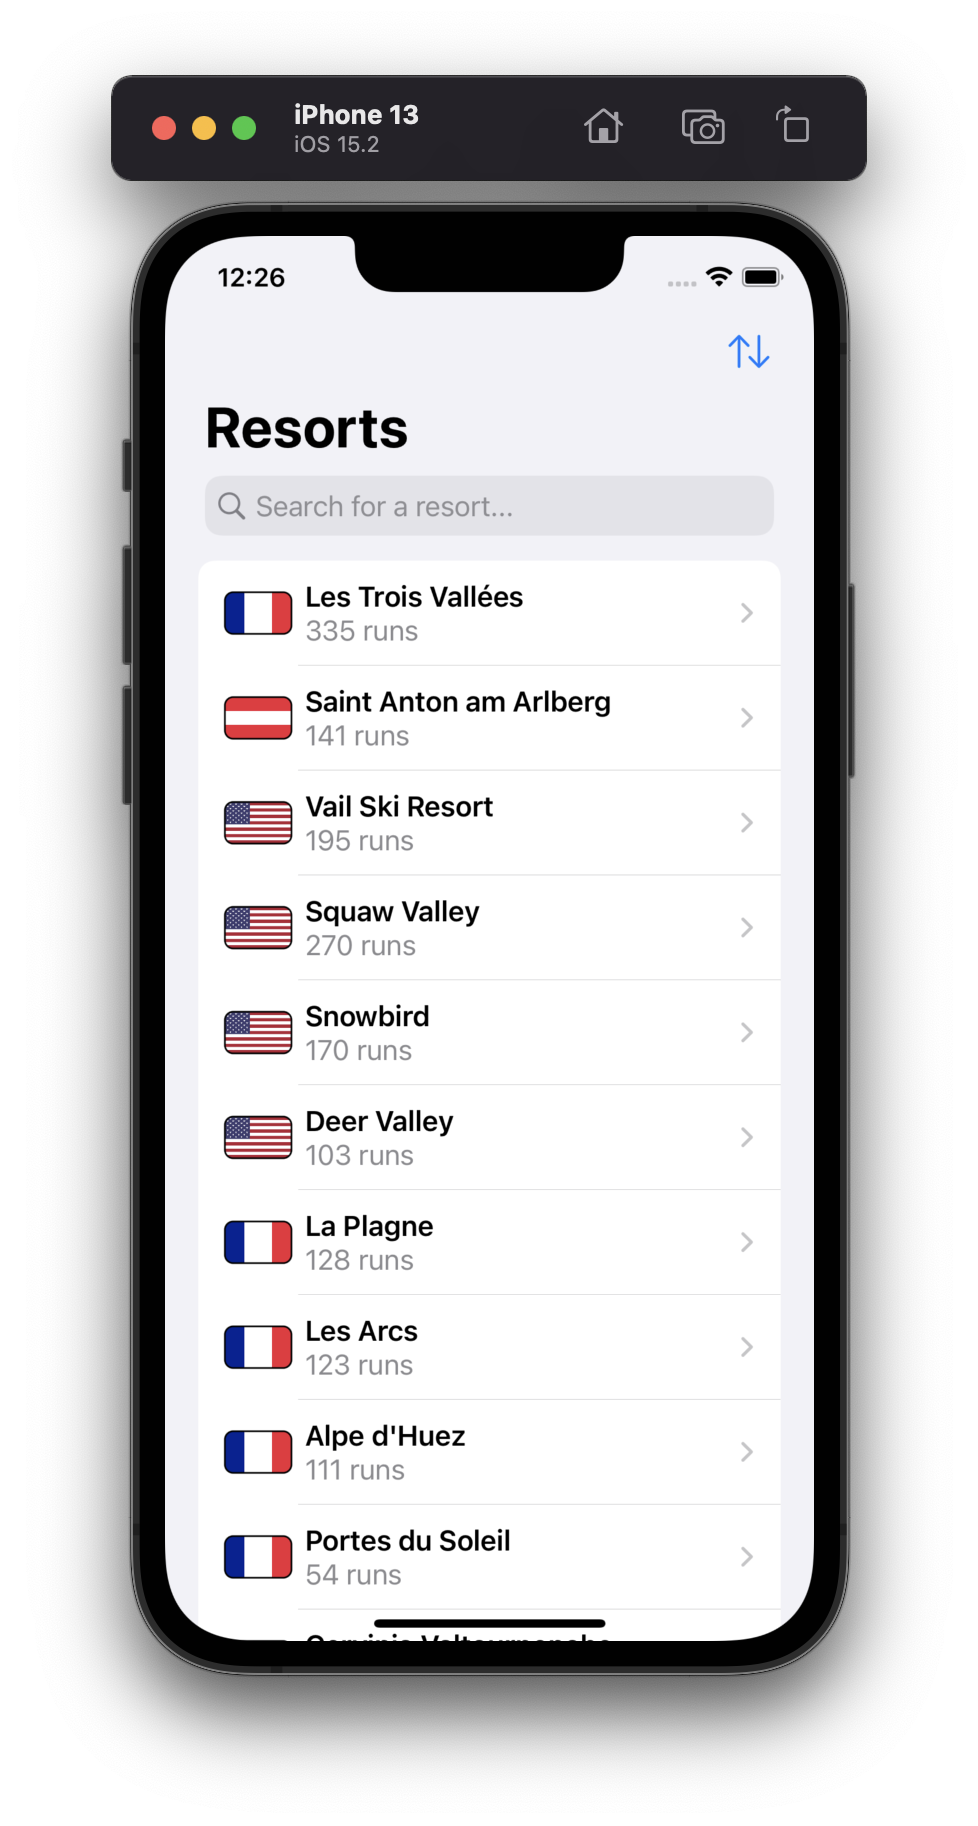 iPhone 13
iOS 15.2
12:26
Resorts
Search for a resort...
Les Trois Vallées
335 runs
Saint Anton am Arlberg
141 runs
Vail Ski Resort
195 runs
Squaw Valley
270 runs
Snowbird
170 runs
Deer Valley
103 runs
La Plagne
128 runs
Les Arcs
123 runs
Alpe d'Huez
111 runs
Portes du Soleil
54 runs